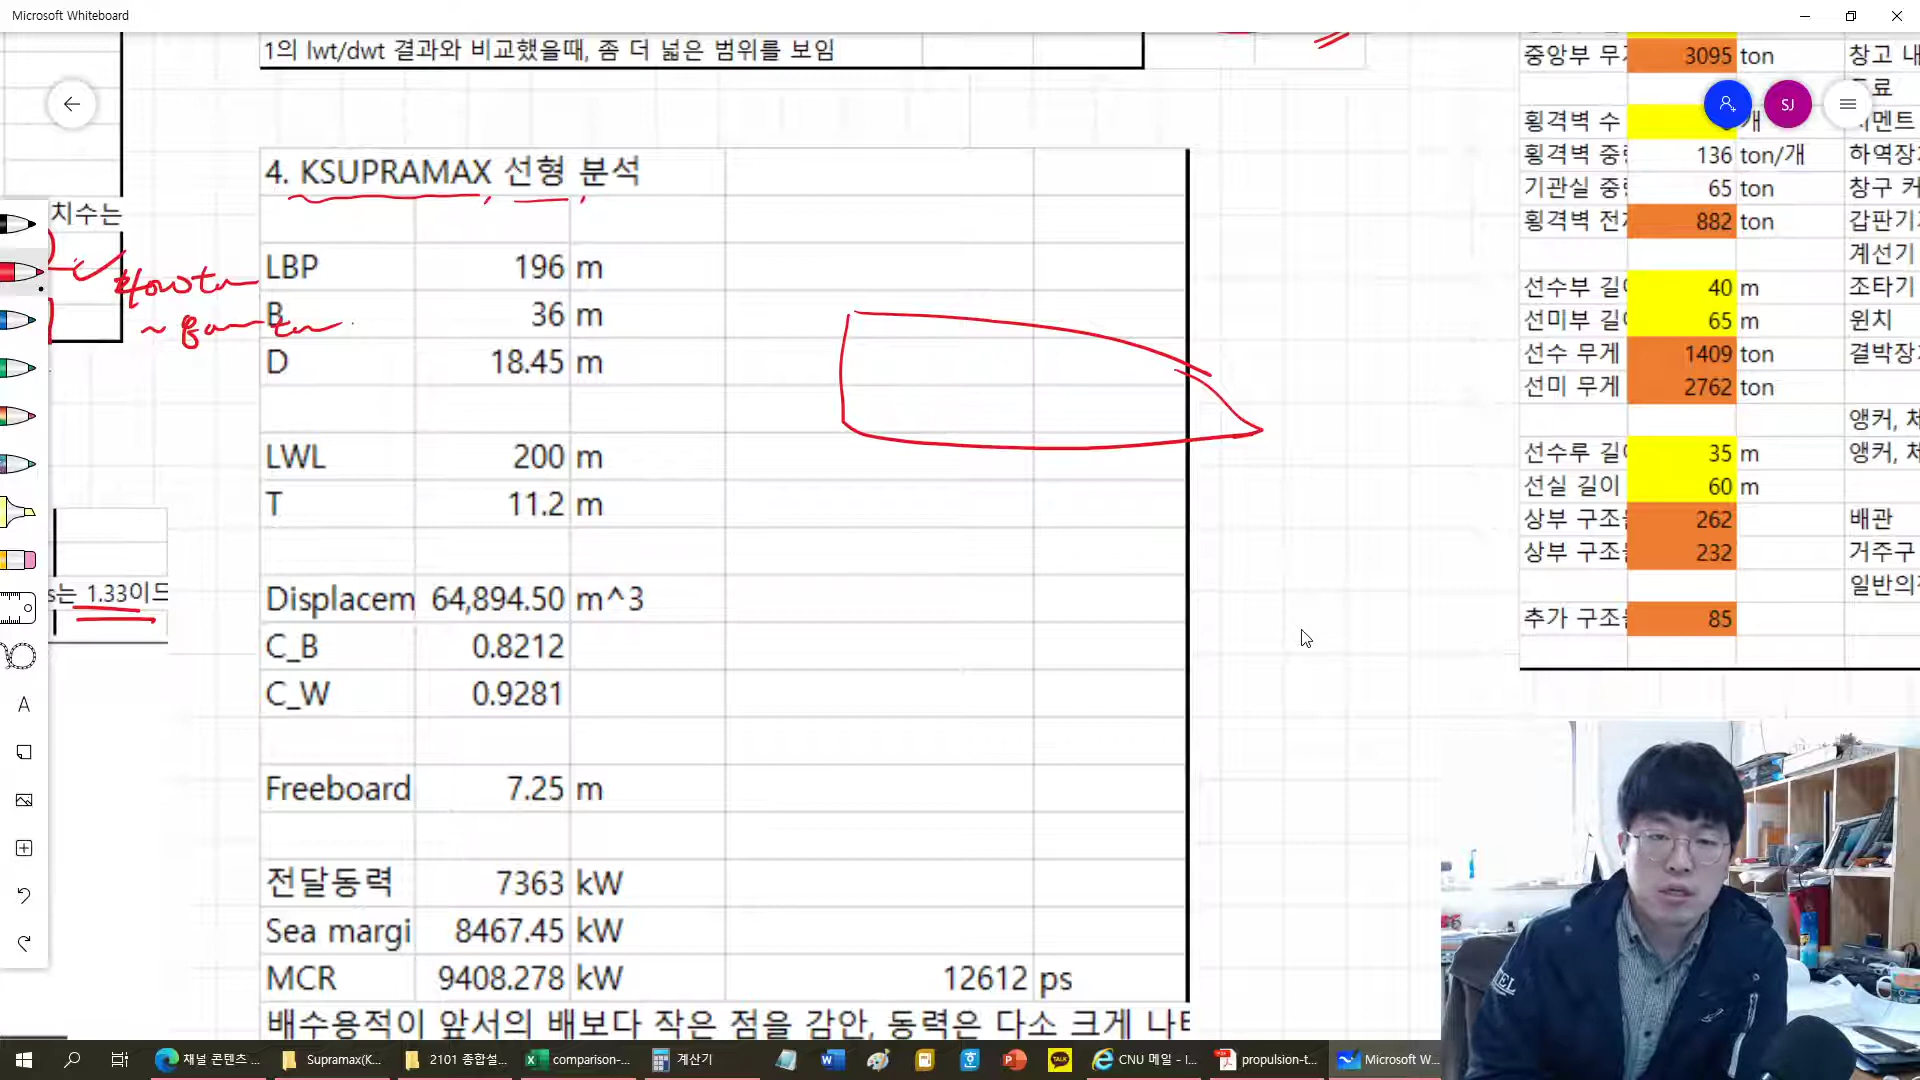 Microsoft Whiteboard
1의 lwt/dwt 결과와 비교했을때, 좀 더 넓은 범위를 보임
4. KSUPRAMAX 선형 분석
치수는
LBP 196 m
B 36 m
D 18.45 m
LWL 200 m
T 11.2 m
s는 1.33이
Displacem 64,894.50 m^3
C_B 0.8212
C_W 0.9281
Freeboard 7.25 m
전달동력 7363 kW
Sea margi 8467.45 kW
MCR 9408.278 kW 12612 ps
배수용적이 앞서의 배보다 작은 점을 감안, 동력은 다소 크게
중앙부 3095 ton 창고 내
료
SJ
횡격벽 수 개 멘트
횡격벽 중 136 ton/개 하역장
기관실 중 65 ton 창구 커
횡격벽 전 882 ton 갑판기
계선기
선수부 길 40 m 조타기
선미부 길 65 m 윈치
선수 무게 1409 ton 결박장
선미 무게 2762 ton
앵커, 체
선수루 길 35 m 앵커, 체
선실 길이 60 m
상부 구조 262 배관
상부 구조 232 거주구
일반의
추가 구조 85
채널 콘텐츠 ...
Supramax(K...
2101 종합설...
comparison-...
계산기
CNU 메일 - I...
propulsion-t...
Microsoft W...